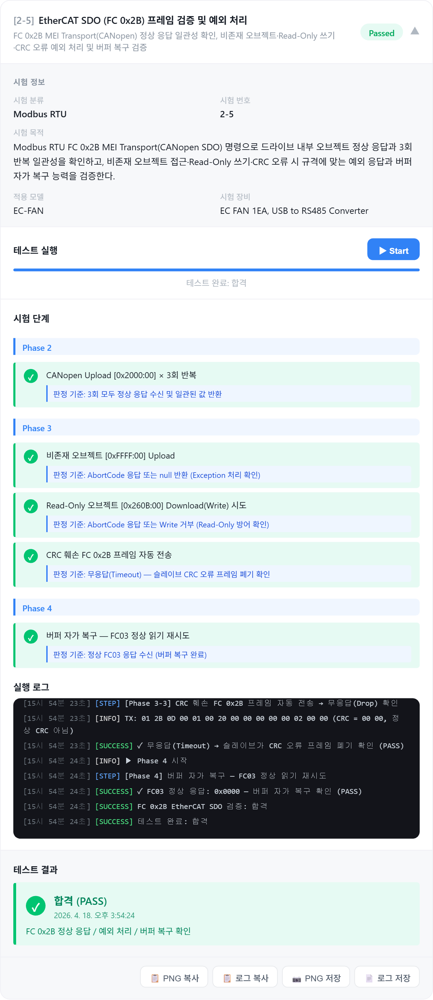 [2-5] EtherCAT SDO (FC 0x2B) 프레임 검증 및 예외 처리
FC 0x2B MEI Transport(CANopen) 정상 응답 일관성 확인, 비존재 오브젝트·Read-Only 쓰기
·CRC 오류 예외 처리 및 버퍼 복구 검증
Passed
시험 정보
시험 분류
시험 번호
Modbus RTU
2-5
시험 목적
Modbus RTU FC 0x2B MEI Transport(CANopen SDO) 명령으로 드라이브 내부 오브젝트 정상 응답과 3회
반복 일관성을 확인하고, 비존재 오브젝트 접근·Read-Only 쓰기·CRC 오류 시 규격에 맞는 예외 응답과 버퍼
자가 복구 능력을 검증한다.
적용 모델
시험 장비
EC-FAN
EC FAN 1EA, USB to RS485 Converter
테스트 실행
▶ Start
테스트 완료: 합격
시험 단계
Phase 2
CANopen Upload [0x2000:00] × 3회 반복
판정 기준: 3회 모두 정상 응답 수신 및 일관된 값 반환
Phase 3
비존재 오브젝트 [0xFFFF:00] Upload
판정 기준: AbortCode 응답 또는 null 반환 (Exception 처리 확인)
Read-Only 오브젝트 [0x260B:00] Download(Write) 시도
판정 기준: AbortCode 응답 또는 Write 거부 (Read-Only 방어 확인)
CRC 훼손 FC 0x2B 프레임 자동 전송
판정 기준: 무응답(Timeout) — 슬레이브 CRC 오류 프레임 폐기 확인
Phase 4
버퍼 자가 복구 — FC03 정상 읽기 재시도
판정 기준: 정상 FC03 응답 수신 (버퍼 복구 완료)
실행 로그
[15시 54분 23초] [STEP] [Phase 3-3] CRC 훼손 FC 0x2B 프레임 자동 전송 → 무응답(Drop) 확인
[15시 54분 23초] [INFO] TX: 01 2B 0D 00 01 00 20 00 00 00 00 00 02 00 00 (CRC = 00 00, 정
상 CRC 아님)
[15시 54분 23초] [SUCCESS] ✓ 무응답(Timeout) → 슬레이브가 CRC 오류 프레임 폐기 확인 (PASS)
[15시 54분 24초] [INFO] ▶ Phase 4 시작
[15시 54분 24초] [STEP] [Phase 4] 버퍼 자가 복구 — FC03 정상 읽기 재시도
[15시 54분 24초] [SUCCESS] ✓ FC03 정상 응답: 0x0000 — 버퍼 자가 복구 확인 (PASS)
[15시 54분 24초] [SUCCESS] FC 0x2B EtherCAT SDO 검증: 합격
[15시 54분 24초] [SUCCESS] 테스트 완료: 합격
테스트 결과
합격 (PASS)
2026. 4. 18. 오후 3:54:24
FC 0x2B 정상 응답 / 예외 처리 / 버퍼 복구 확인
PNG 복사
로그 복사
PNG 저장
로그 저장